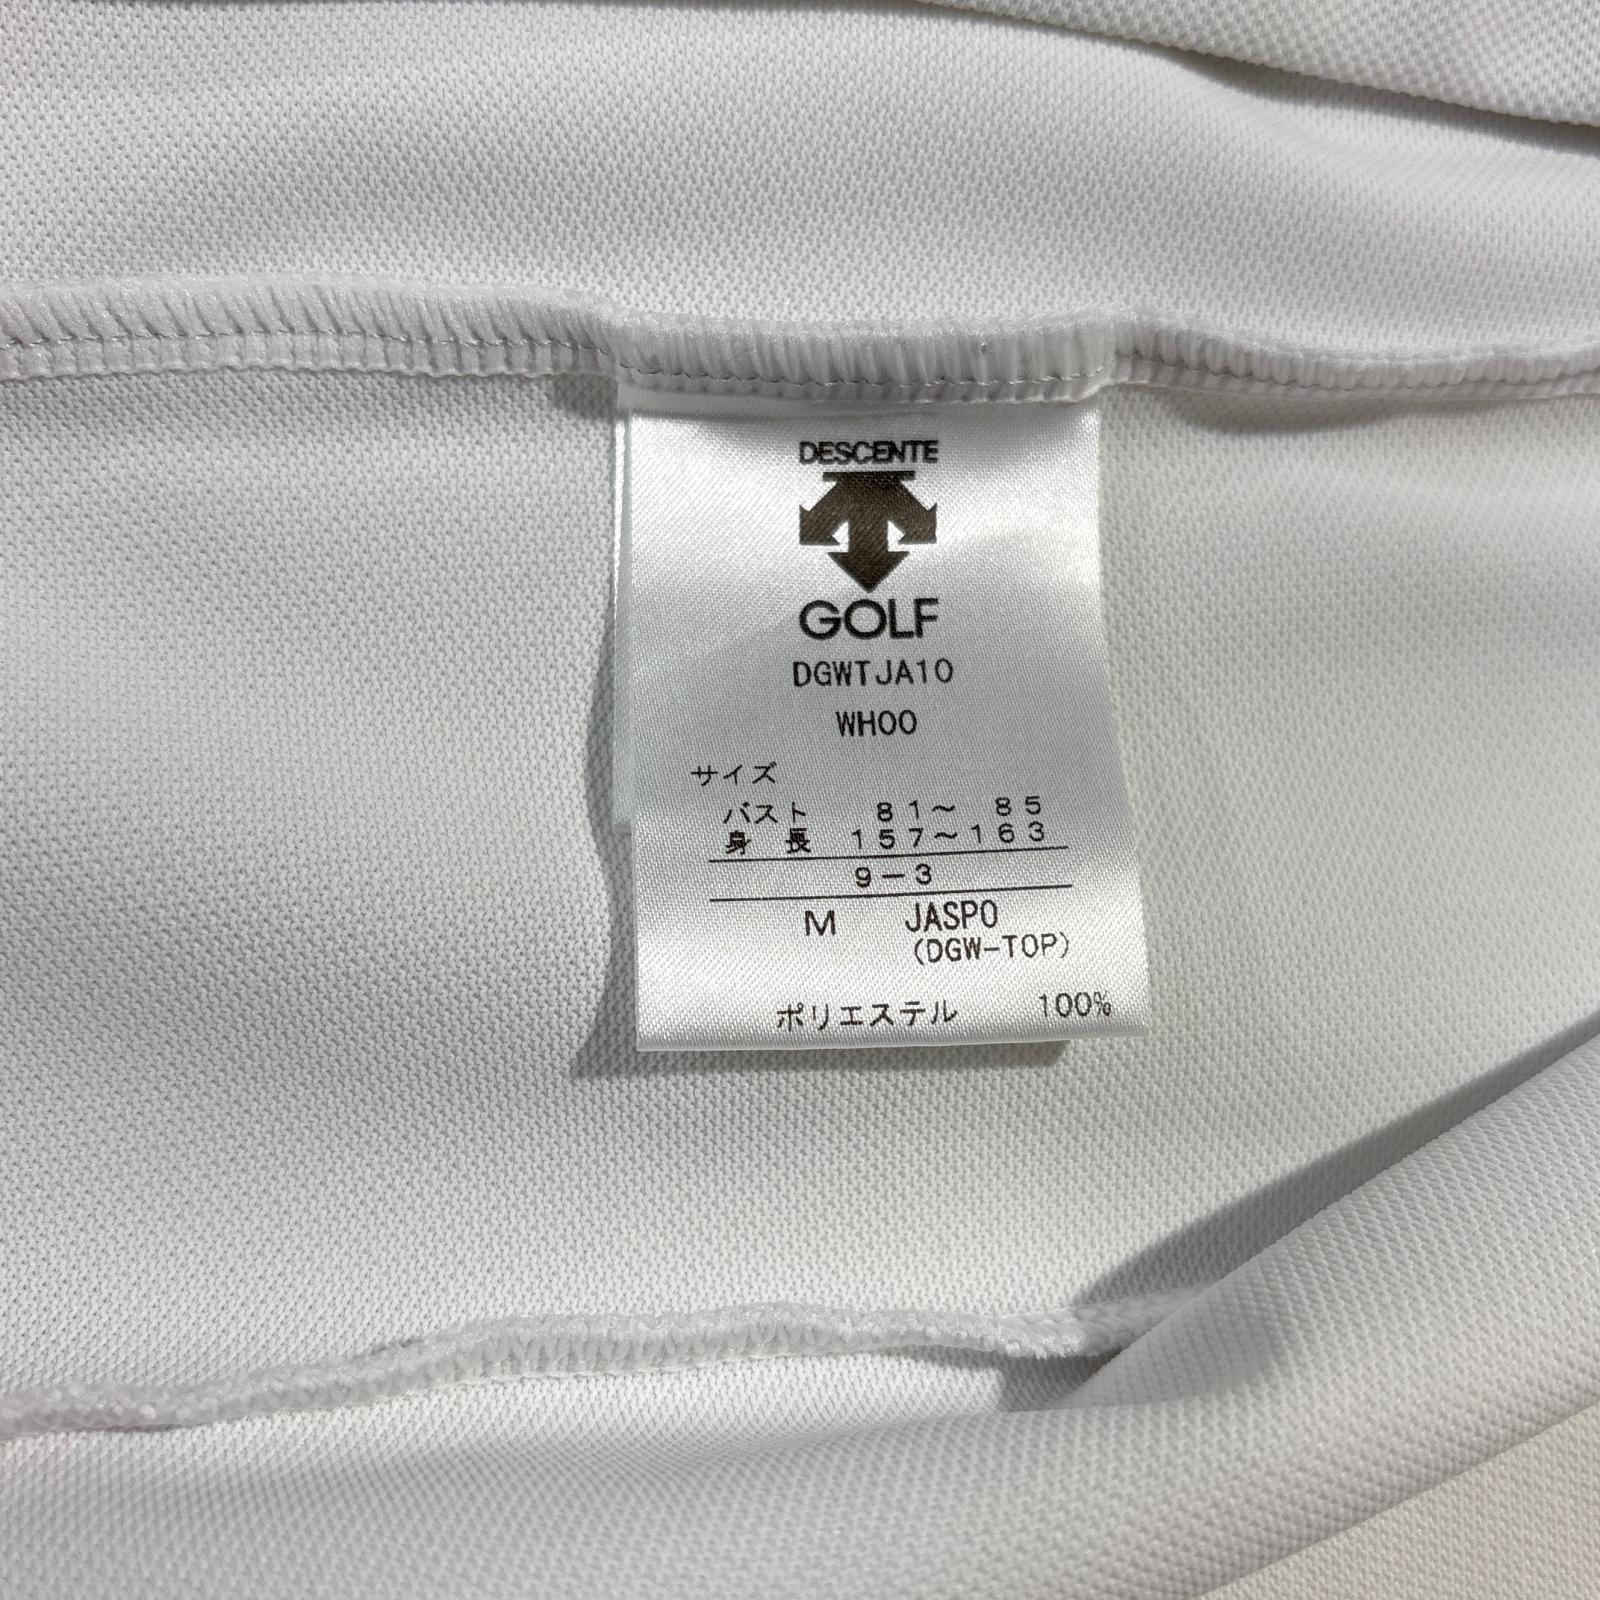 DESCENTE
GOLF
DGWTJA10
WH00
サイズ
バスト 81〜 85
身 長 157〜163
9-3
M JASPO
(DGW-TOP)
ポリエステル 100%